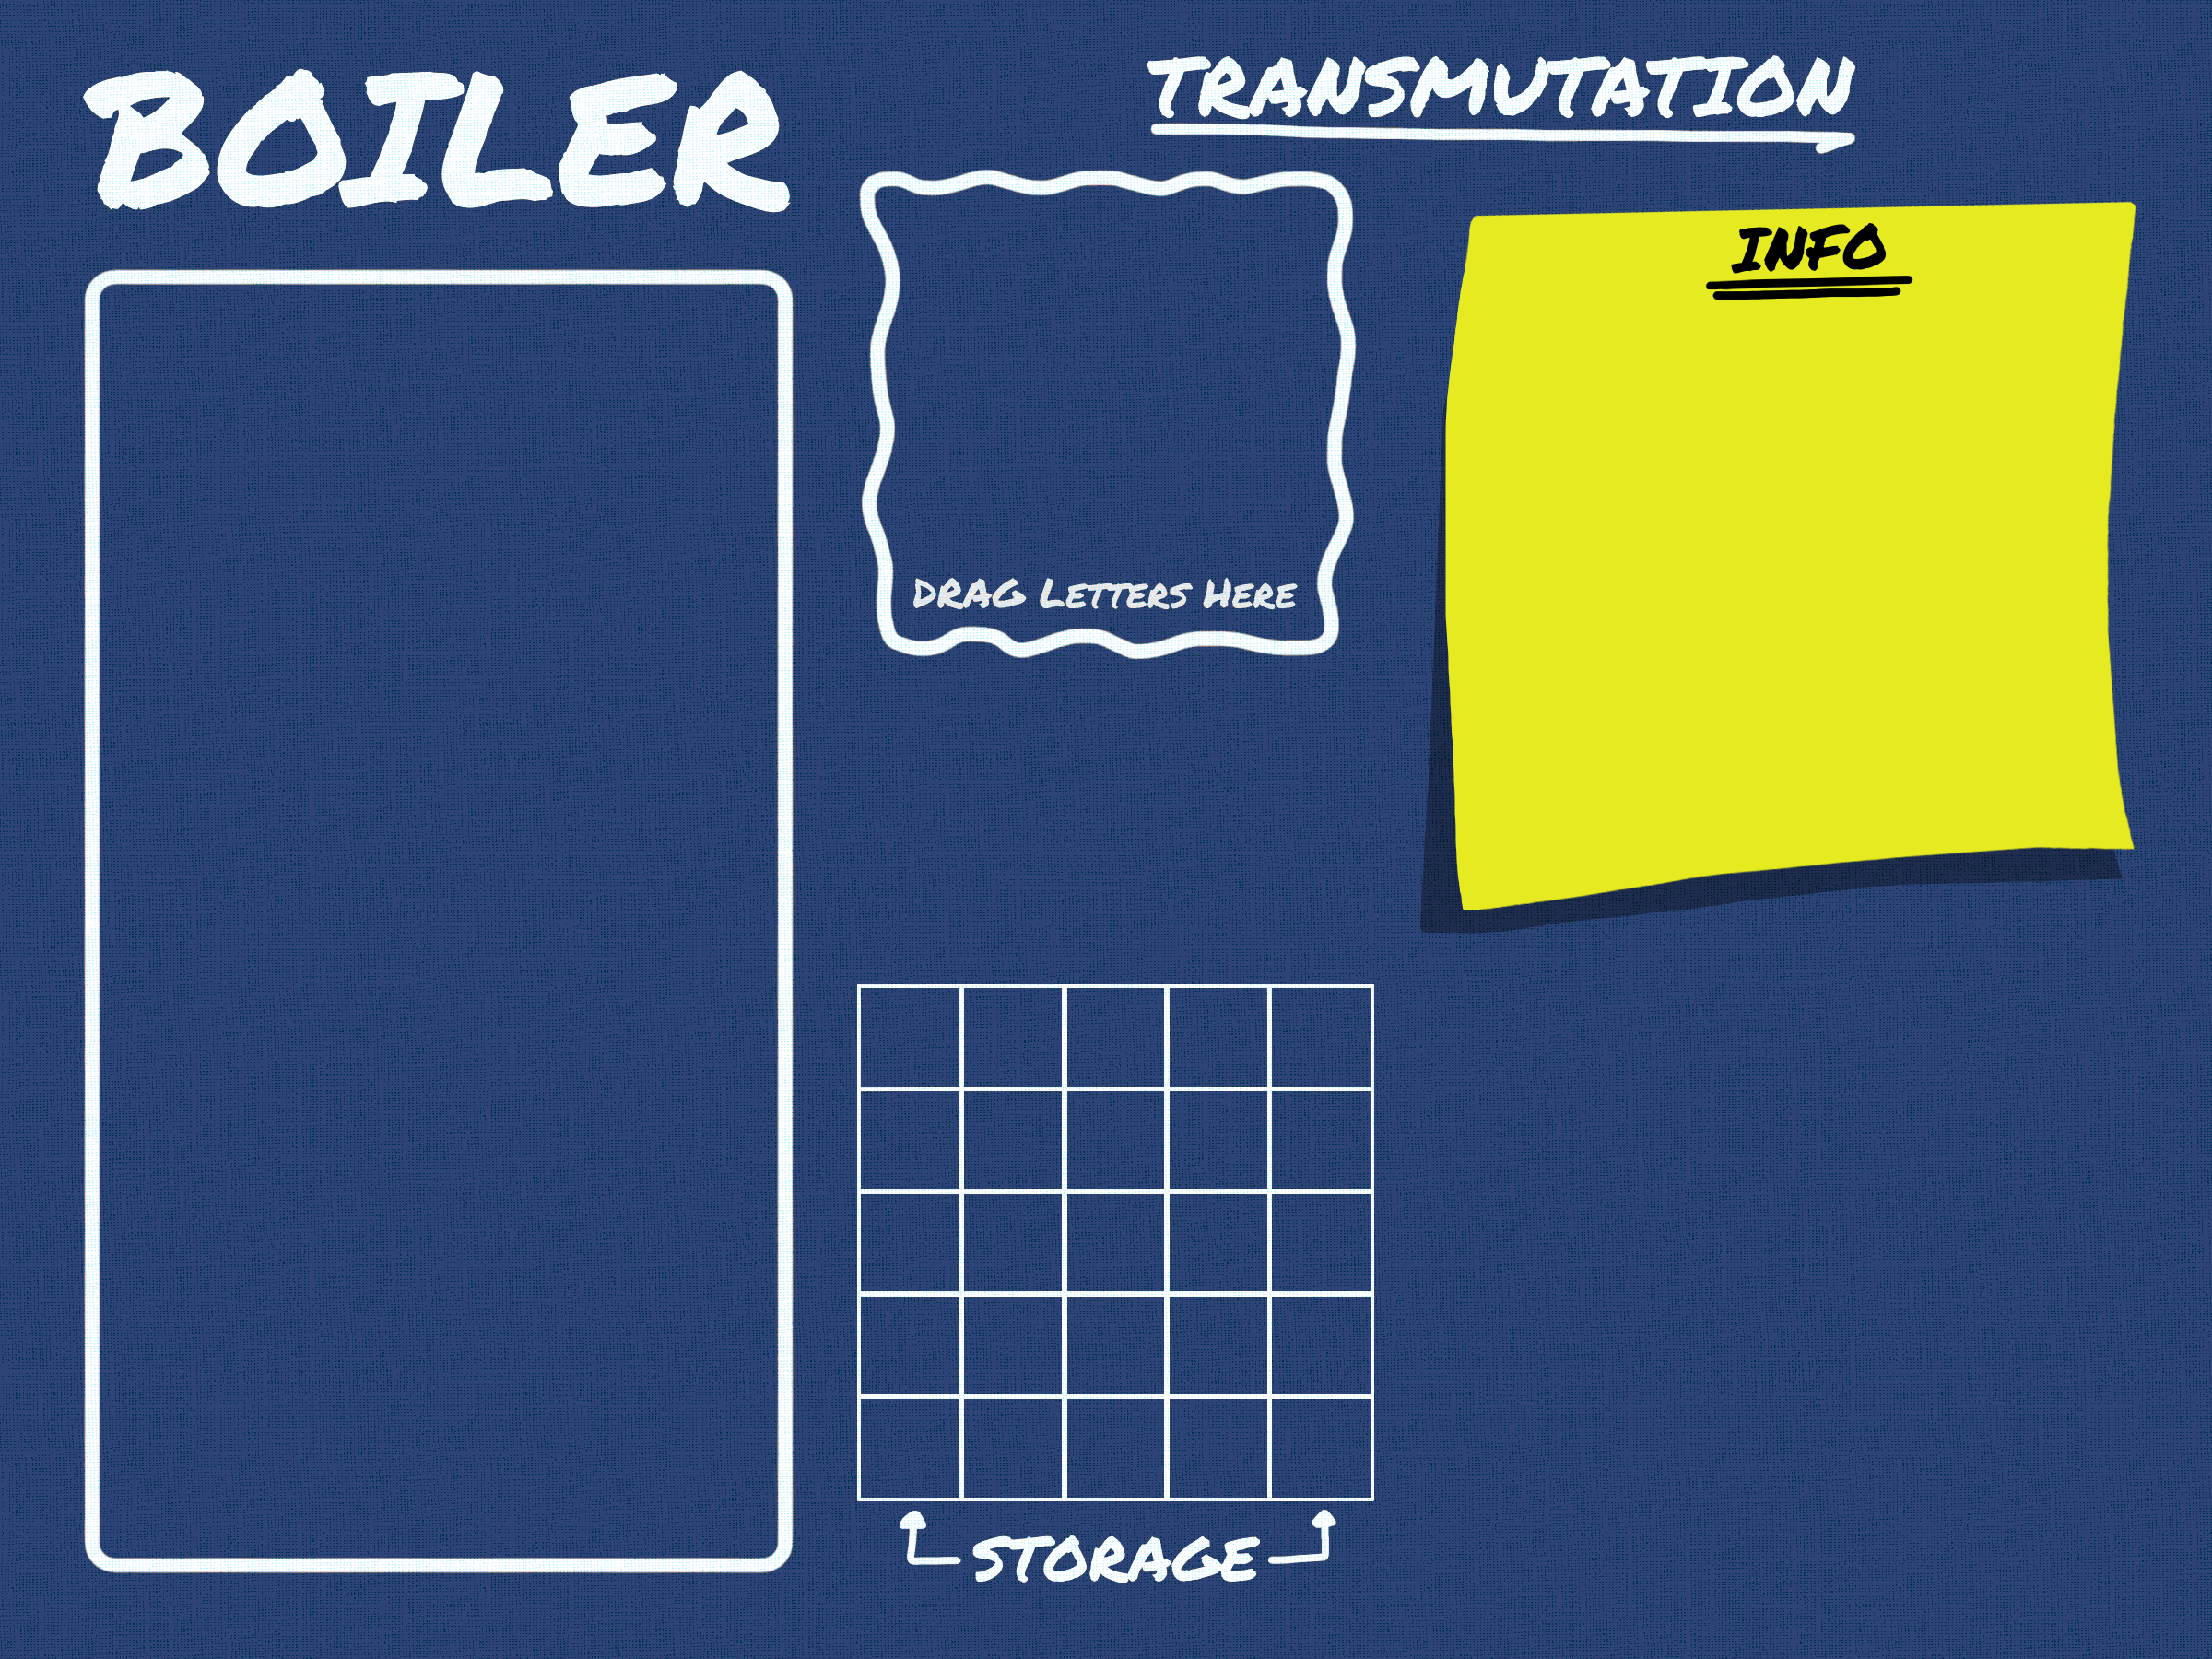 BOILER
TRANSMUTATION
INFO
DRAG LETTERS HERE
STORAGE